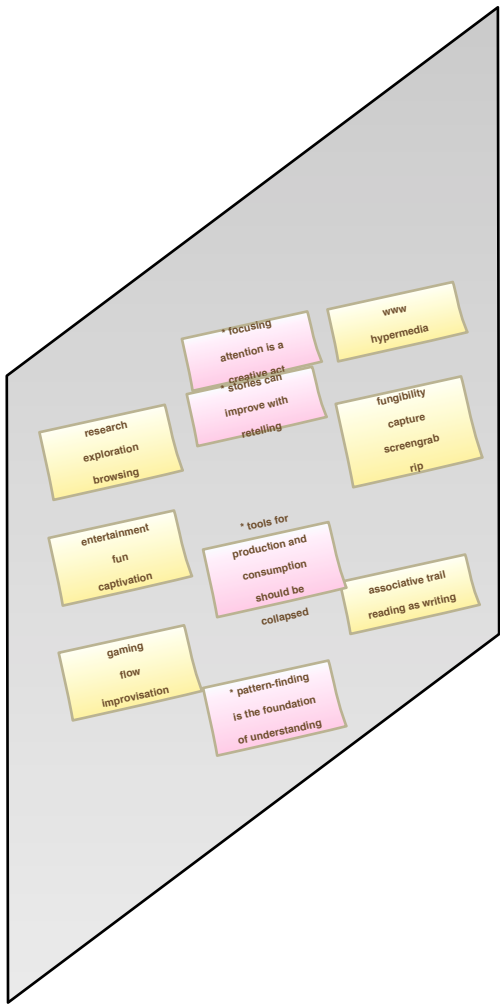 www
hypermedia
* focusing
attention is a
creative act
* stories can
improve with
retelling
fungibility
capture
screengrab
rip
research
exploration
browsing
entertainment
fun
captivation
* tools for
production and
consumption
should be
collapsed
associative trail
reading as writing
gaming
flow
improvisation
* pattern-finding
is the foundation
of understanding